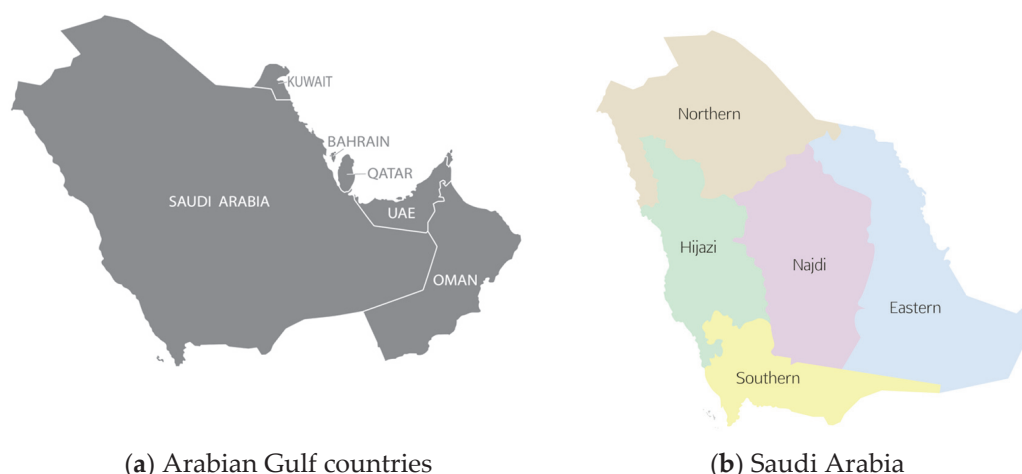 KUWAIT
BAHRAIN
QATAR
SAUDI ARABIA
UAE
OMAN
(a) Arabian Gulf countries
Northern
Hijazi
Najdi
Eastern
Southern
(b) Saudi Arabia